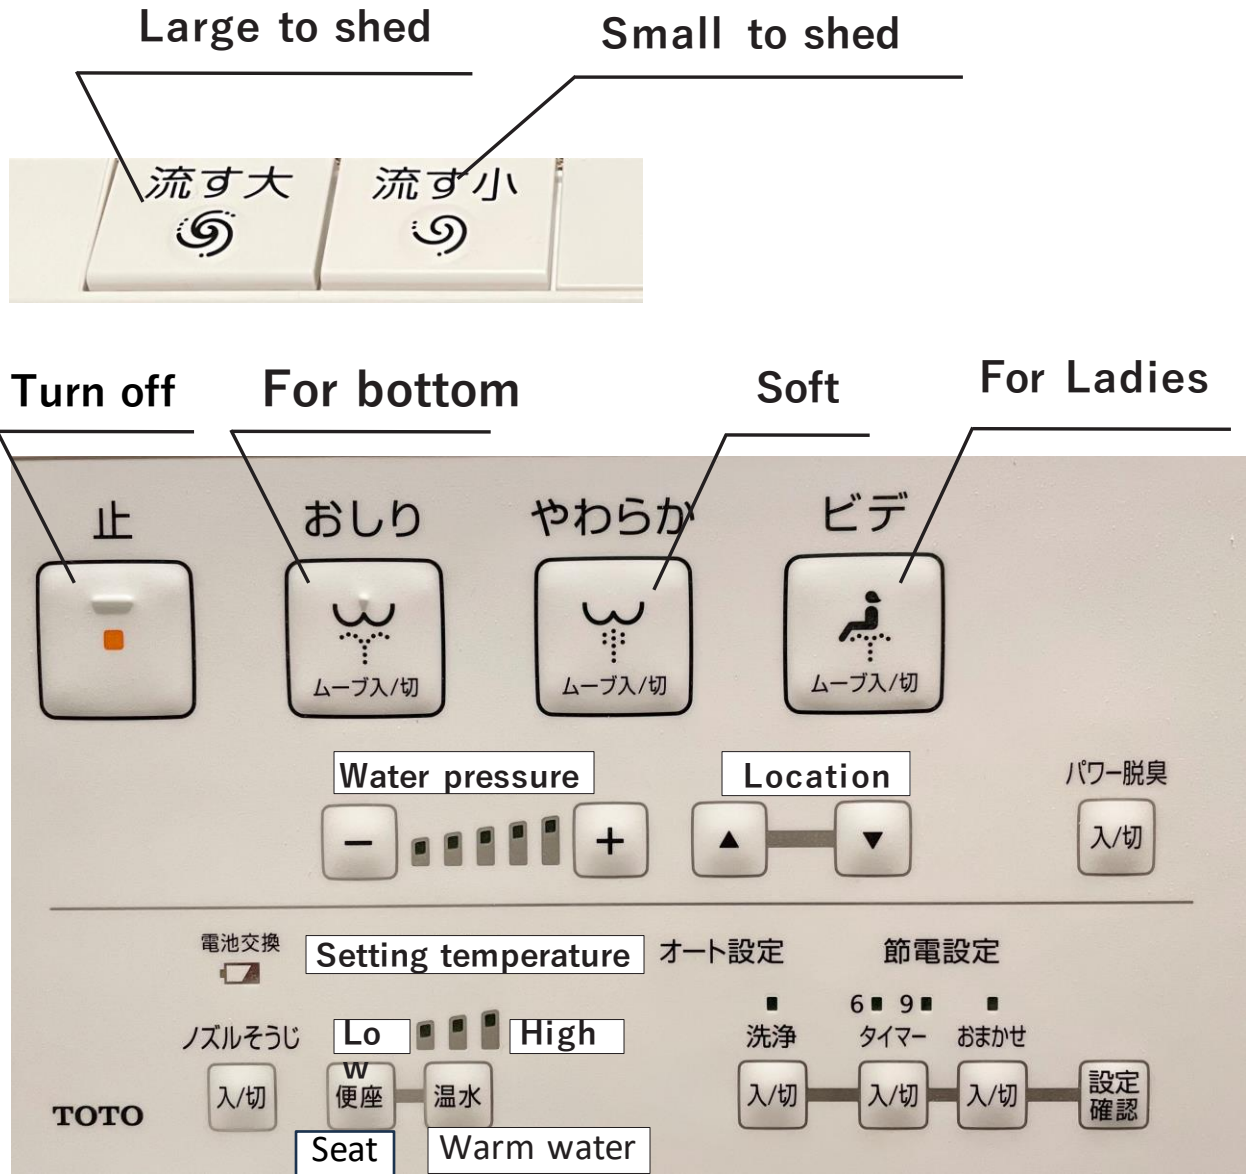 Large to shed
Small to shed
流す大
流す小
Turn off
For bottom
Soft
For Ladies
止
おしり
やわらか
ビデ
ムーブ入/切
ムーブ入/切
ムーブ入/切
Water pressure
Location
パワー脱臭
−
+
▲
▼
入/切
電池交換
Setting temperature
オート設定
節電設定
6 9
ノズルそうじ
Lo
w
High
洗浄
タイマー
おまかせ
入/切
便座
温水
入/切
入/切
入/切
設定
確認
TOTO
Seat
Warm water